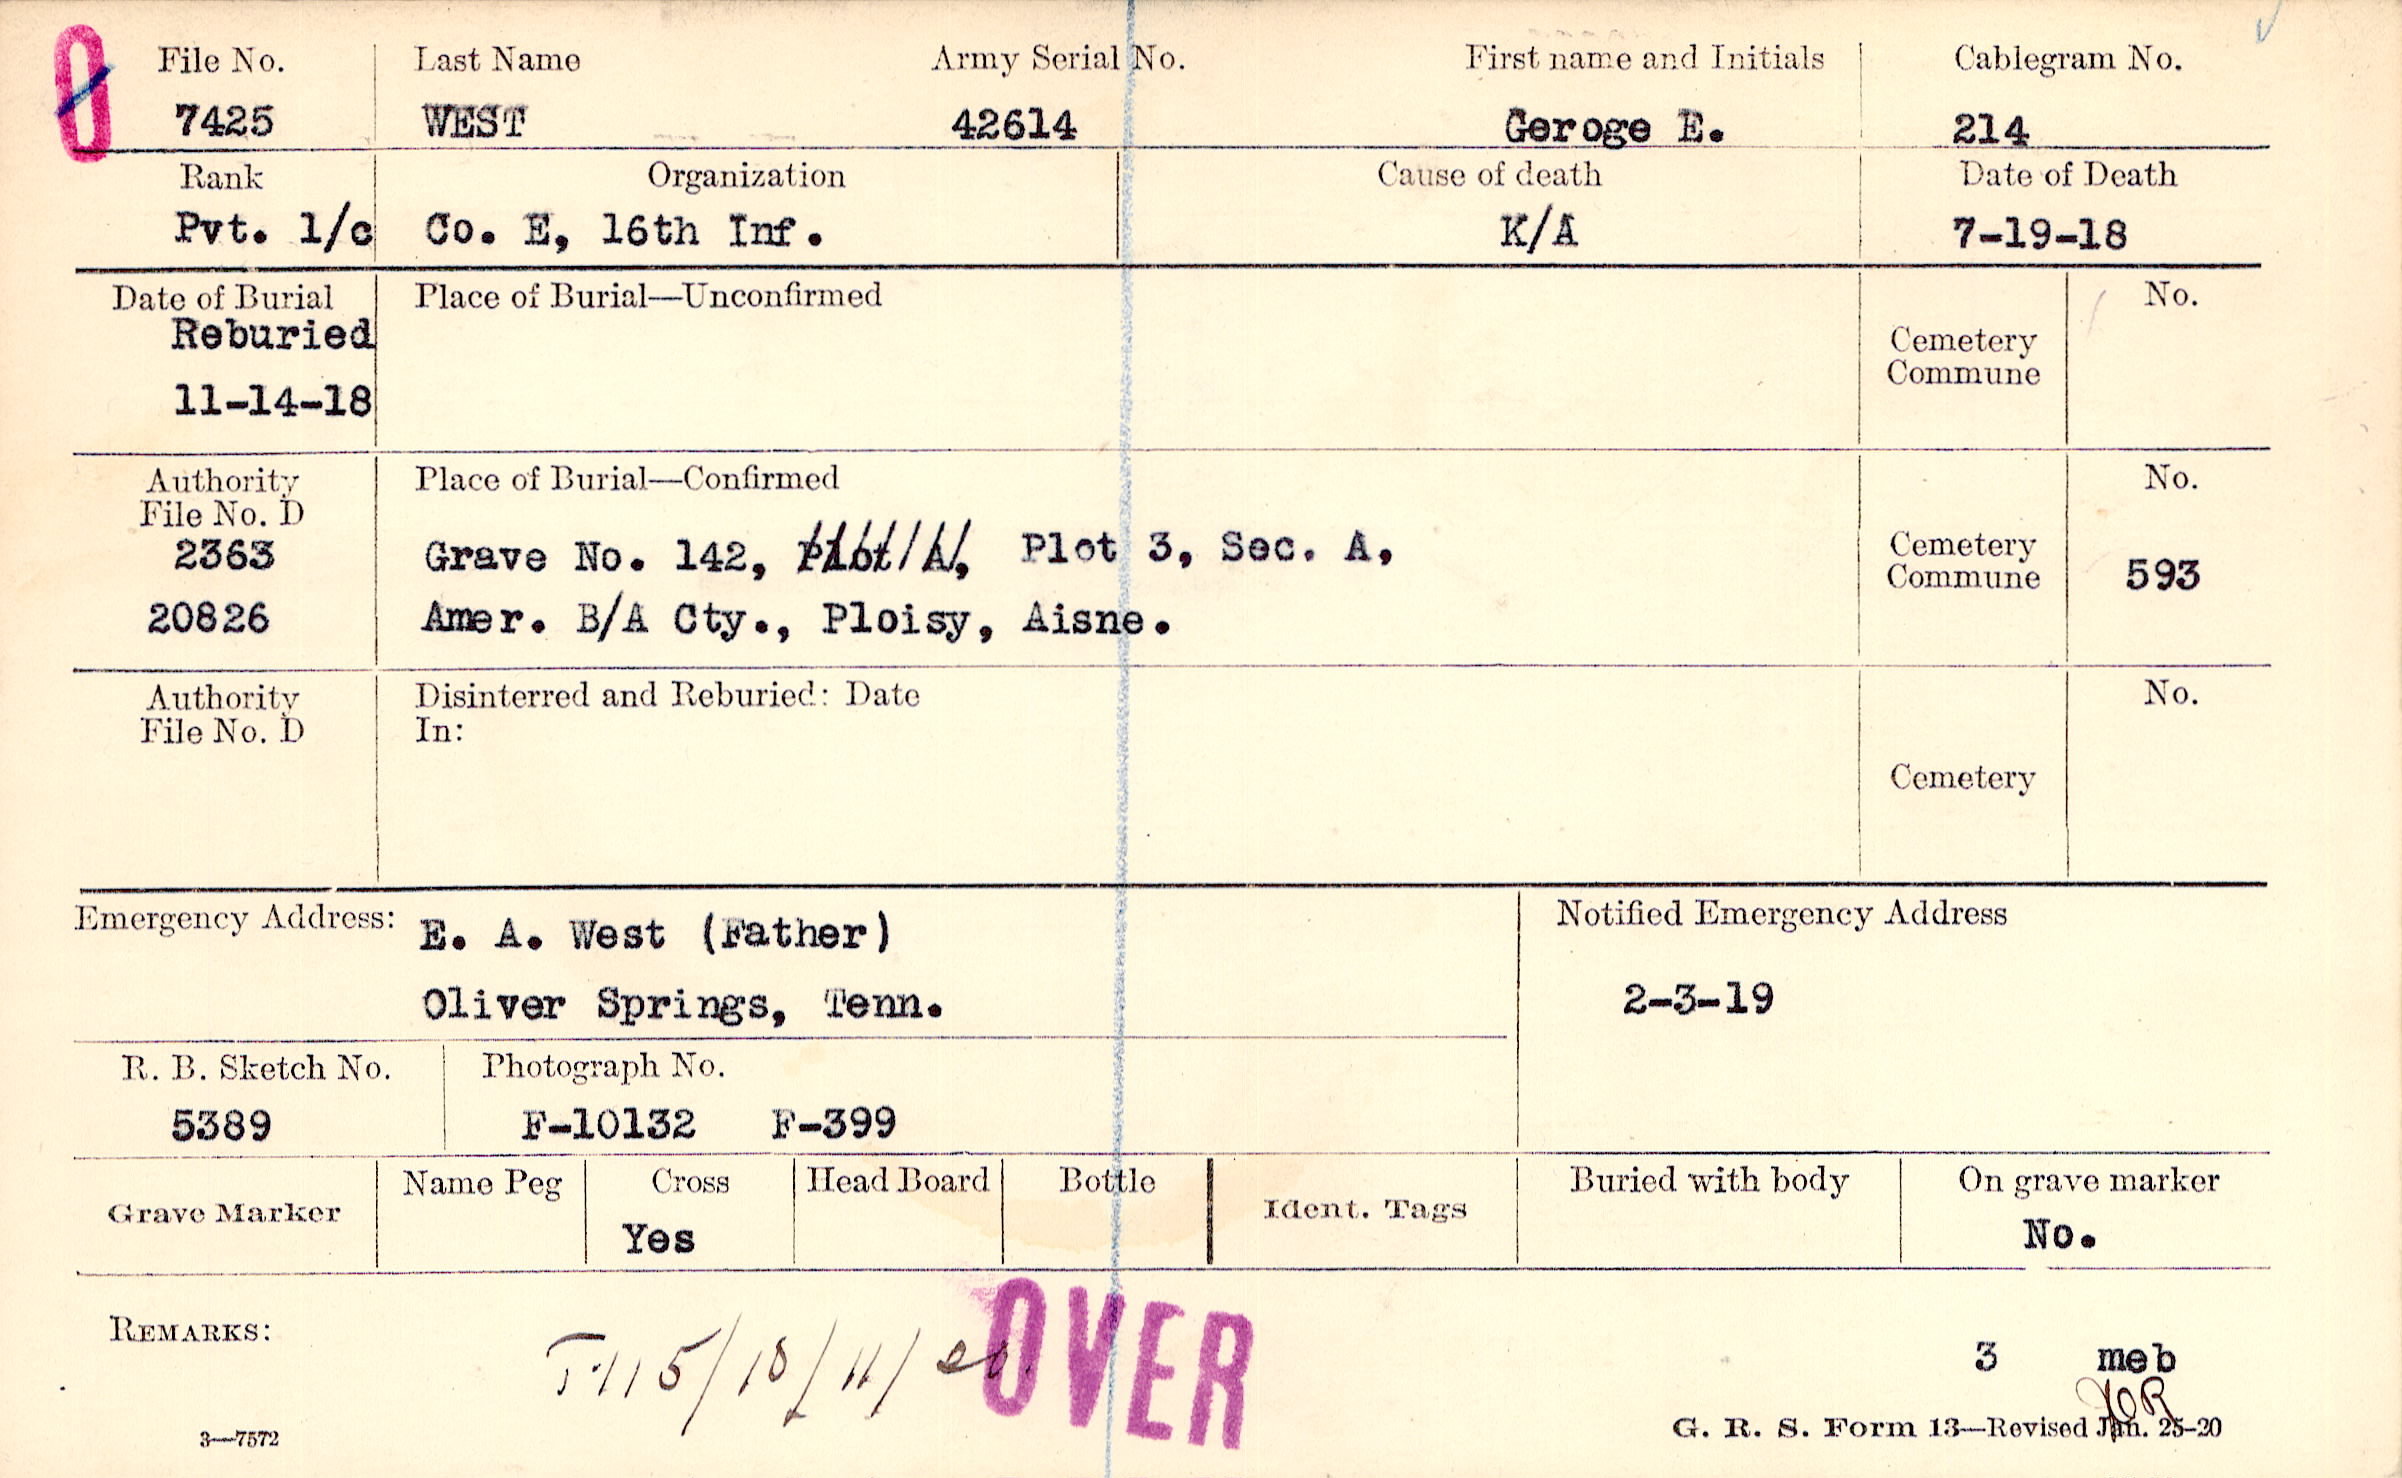 0
File No. Last Name Army Serial No. First name and Initials Cablegram No.
7425 WEST 42614 Geroge E. 214
Rank Organization Cause of death Date of Death
Pvt. 1/c Co. E, 16th Inf. K/A 7-19-18
Date of Burial Place of Burial—Unconfirmed No.
Reburied
Cemetery
Commune
11-14-18
Authority Place of Burial—Confirmed No.
File No. D
2363 Grave No. 142, Plot A, Plot 3, Sec. A, Cemetery
Commune 593
20826 Amer. B/A Cty., Ploisy, Aisne.
Authority Disinterred and Reburied: Date No.
File No. D In:
Cemetery
Emergency Address: E. A. West (Father) Notified Emergency Address
Oliver Springs, Tenn. 2-3-19
R. B. Sketch No. Photograph No.
5389 F-10132 F-399
Grave Marker Name Peg Cross Head Board Bottle Ident. Tags Buried with body On grave marker
Yes No.
REMARKS: OVER
3 meb
3—7572 G. R. S. Form 13—Revised Jan. 25-20